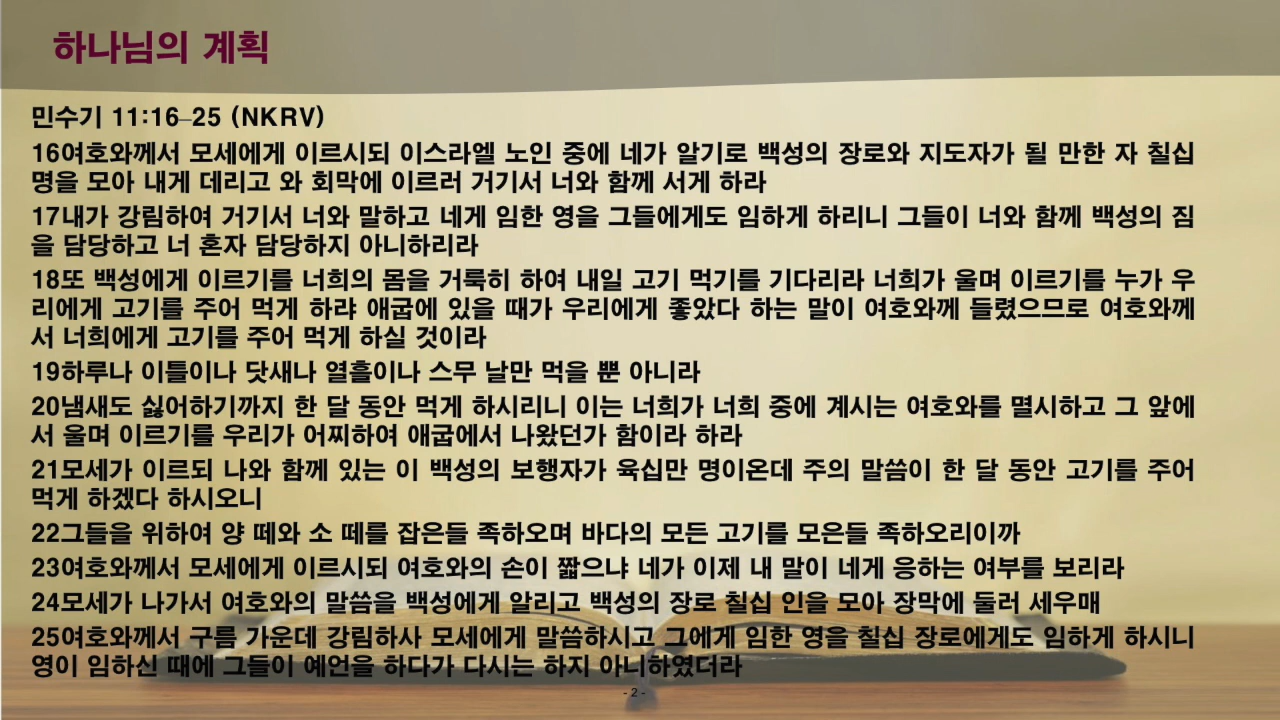 하나님의 계획
민수기 11:16–25 (NKRV)
16여호와께서 모세에게 이르시되 이스라엘 노인 중에 네가 알기로 백성의 장로와 지도자가 될 만한 자 칠십
명을 모아 내게 데리고 와 회막에 이르러 거기서 너와 함께 서게 하라
17내가 강림하여 거기서 너와 말하고 네게 임한 영을 그들에게도 임하게 하리니 그들이 너와 함께 백성의 짐
을 담당하고 너 혼자 담당하지 아니하리라
18또 백성에게 이르기를 너희의 몸을 거룩히 하여 내일 고기 먹기를 기다리라 너희가 울며 이르기를 누가 우
리에게 고기를 주어 먹게 하랴 애굽에 있을 때가 우리에게 좋았다 하는 말이 여호와께 들렸으므로 여호와께
서 너희에게 고기를 주어 먹게 하실 것이라
19하루나 이틀이나 닷새나 열흘이나 스무 날만 먹을 뿐 아니라
20냄새도 싫어하기까지 한 달 동안 먹게 하시리니 이는 너희가 너희 중에 계시는 여호와를 멸시하고 그 앞에
서 울며 이르기를 우리가 어찌하여 애굽에서 나왔던가 함이라 하라
21모세가 이르되 나와 함께 있는 이 백성의 보행자가 육십만 명이온데 주의 말씀이 한 달 동안 고기를 주어
먹게 하겠다 하시오니
22그들을 위하여 양 떼와 소 떼를 잡은들 족하오며 바다의 모든 고기를 모은들 족하오리이까
23여호와께서 모세에게 이르시되 여호와의 손이 짧으냐 네가 이제 내 말이 네게 응하는 여부를 보리라
24모세가 나가서 여호와의 말씀을 백성에게 알리고 백성의 장로 칠십 인을 모아 장막에 둘러 세우매
25여호와께서 구름 가운데 강림하사 모세에게 말씀하시고 그에게 임한 영을 칠십 장로에게도 임하게 하시니
영이 임하신 때에 그들이 예언을 하다가 다시는 하지 아니하였더라
- 2 -